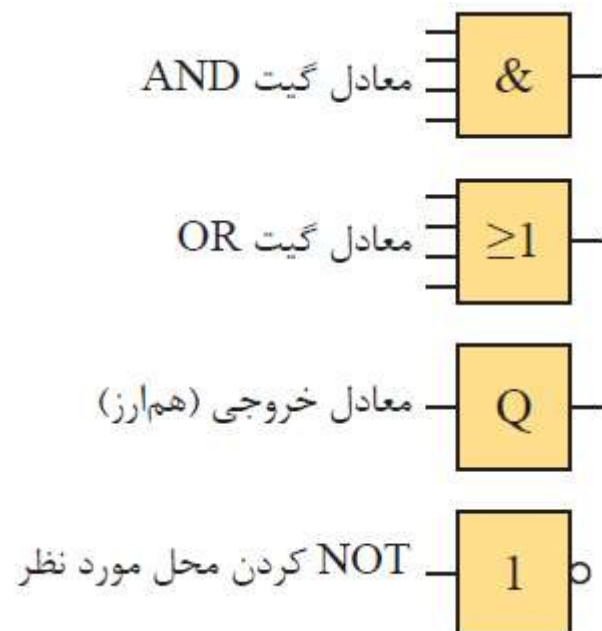 معادل گیت AND &
معادل گیت OR ≥1
معادل خروجی (هم‌ارز) Q
NOT کردن محل مورد نظر 1